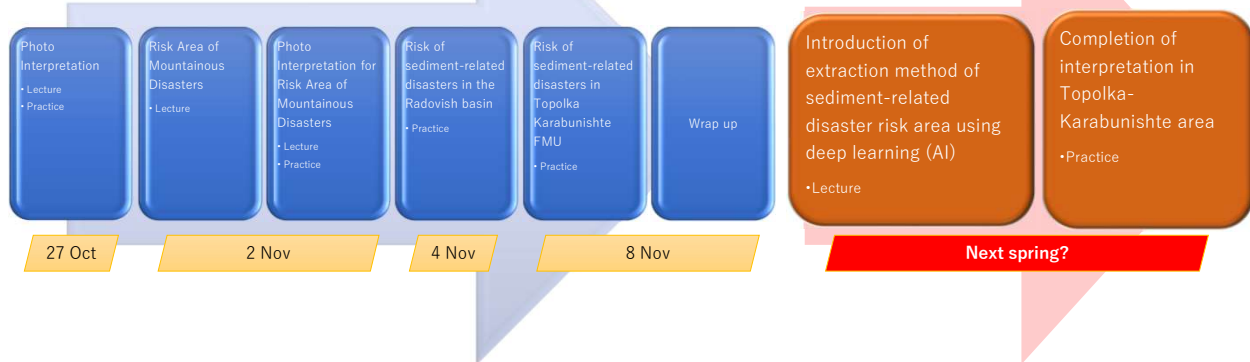 Photo
Interpretation
• Lecture
• Practice
Risk Area of
Mountainous
Disasters
• Lecture
Photo
Interpretation for
Risk Area of
Mountainous
Disasters
• Lecture
• Practice
Risk of
sediment-related
disasters in the
Radovish basin
• Practice
Risk of
sediment-related
disasters in
Topolka
Karabunishte
FMU
• Practice
Wrap up
Introduction of
extraction method of
sediment-related
disaster risk area using
deep learning (AI)
•Lecture
Completion of
interpretation in
Topolka-
Karabunishte area
•Practice
27 Oct
2 Nov
4 Nov
8 Nov
Next spring?